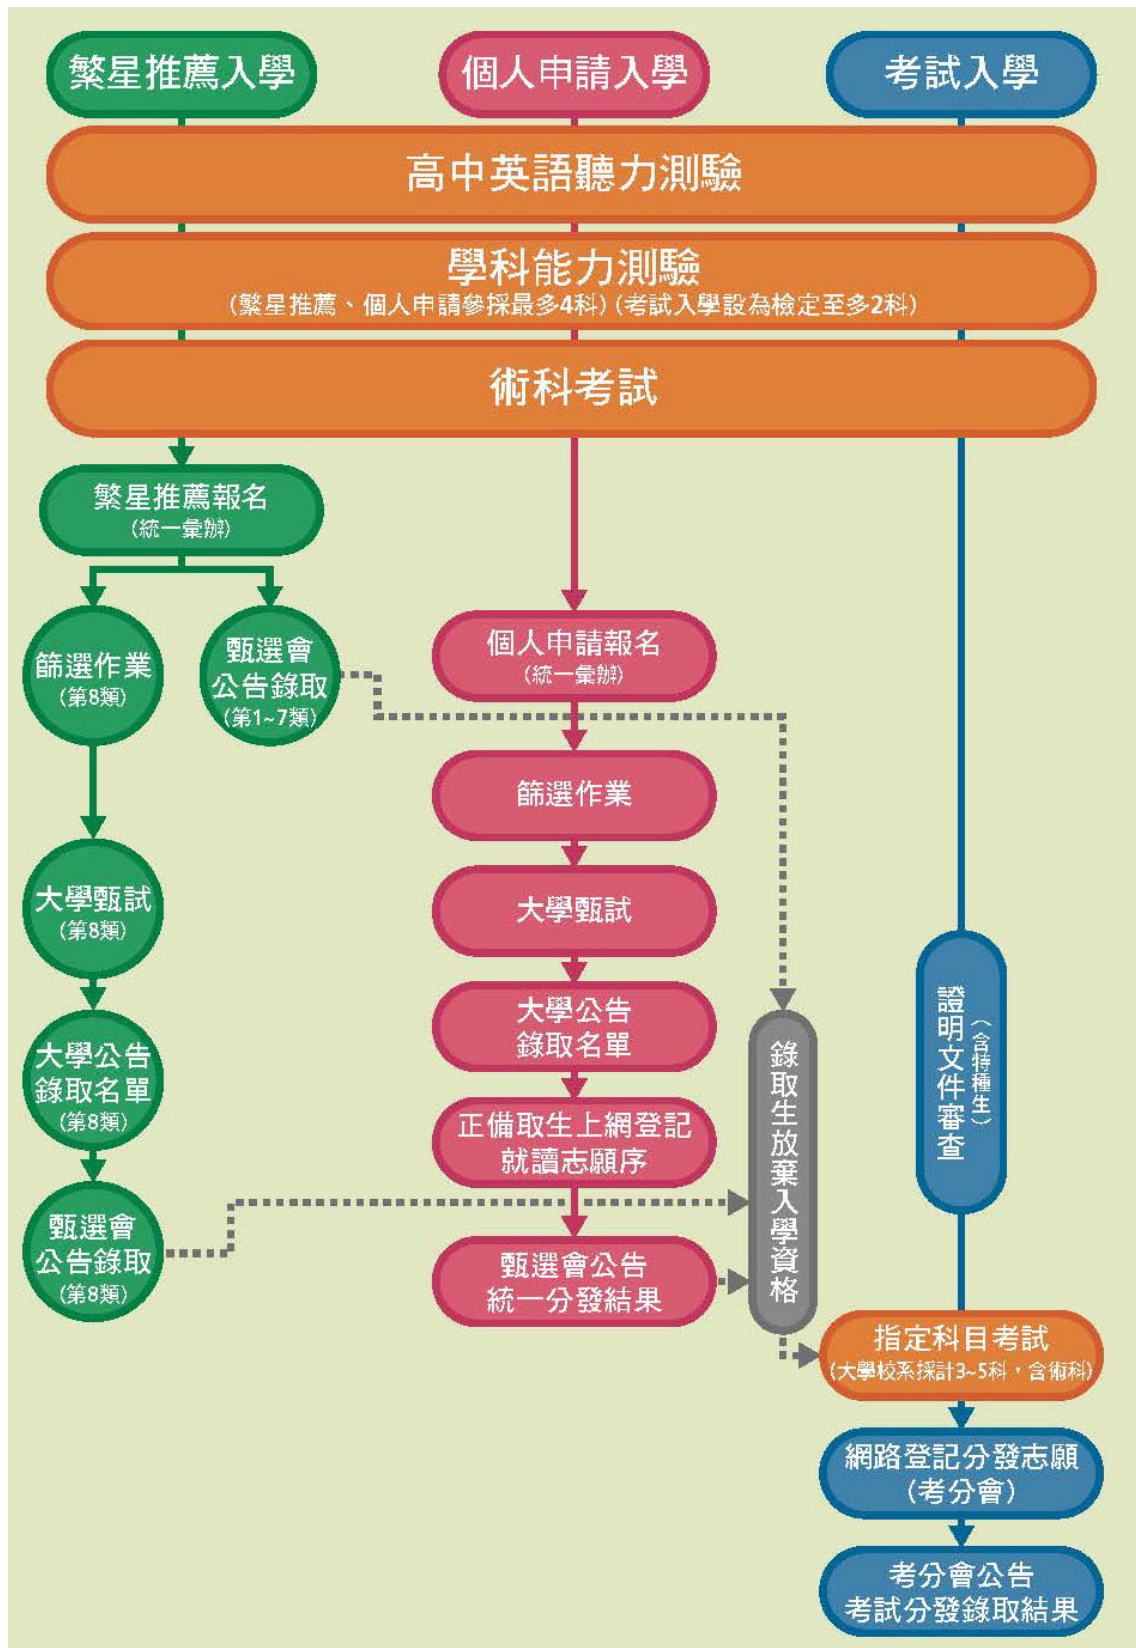 繁星推薦入學
個人申請入學
考試入學
高中英語聽力測驗
學科能力測驗
(繁星推薦、個人申請參採最多4科)(考試入學設為檢定至多2科)
術科考試
繁星推薦報名
(統一彙辦)
篩選作業
(第8類)
甄選會
公告錄取
(第1~7類)
大學甄試
(第8類)
大學公告
錄取名單
(第8類)
甄選會
公告錄取
(第8類)
個人申請報名
(統一彙辦)
篩選作業
大學甄試
大學公告
錄取名單
正備取生上網登記
就讀志願序
甄選會公告
統一分發結果
錄取生放棄入學資格
證明文件審查
(含特種生)
指定科目考試
(大學校系採計3~5科，含術科)
網路登記分發志願
(考分會)
考分會公告
考試分發錄取結果